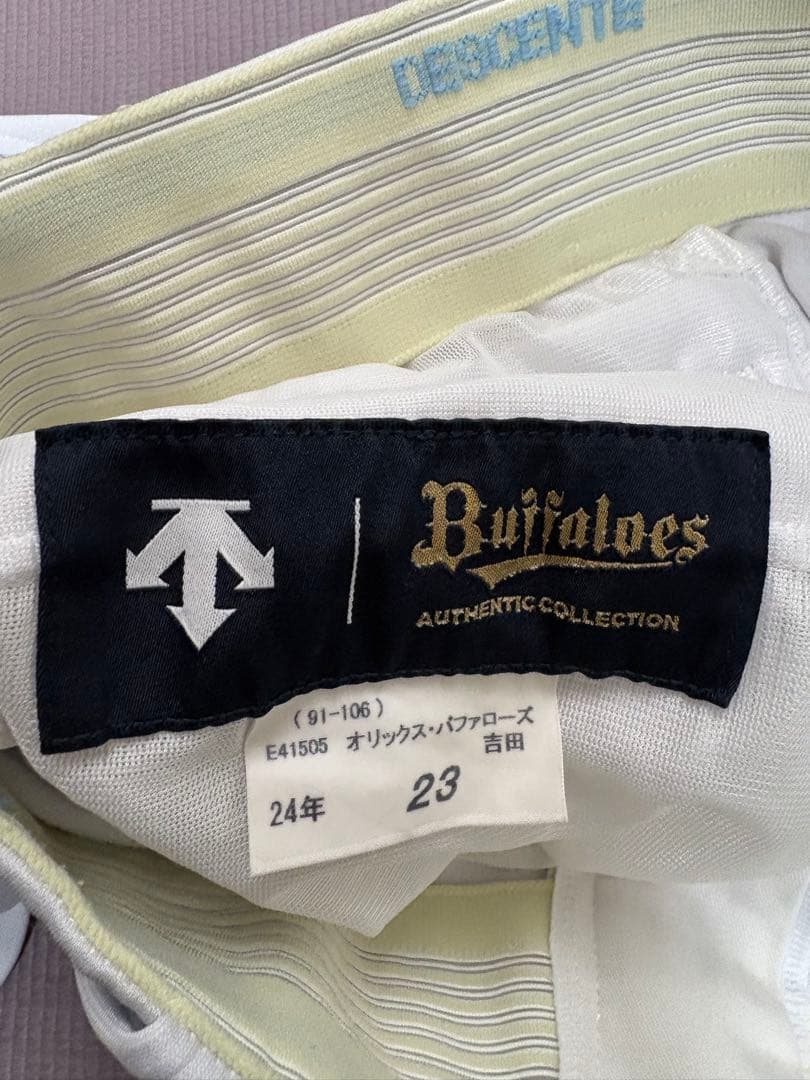 DESCENTE
Buffaloes
AUTHENTIC COLLECTION
(91-106)
E41505 オリックス・バファローズ
吉田
24年 23